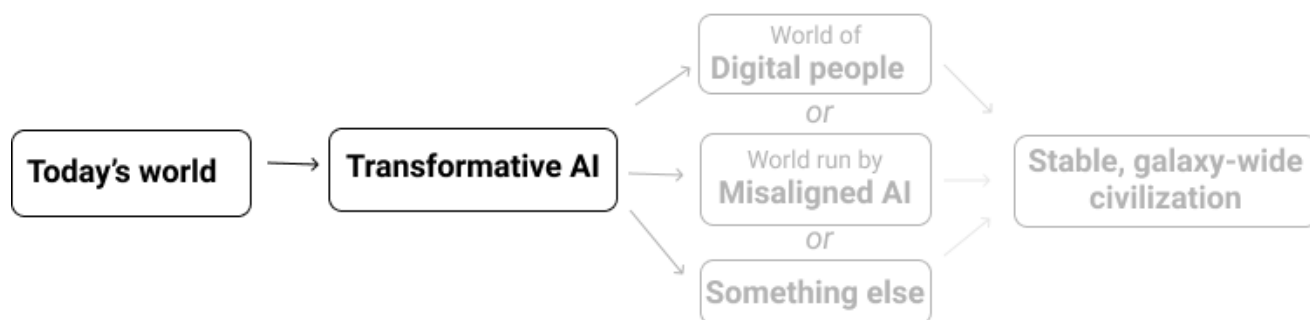 Today's world
Transformative AI
World of
Digital people
or
World run by
Misaligned AI
or
Something else
Stable, galaxy-wide
civilization